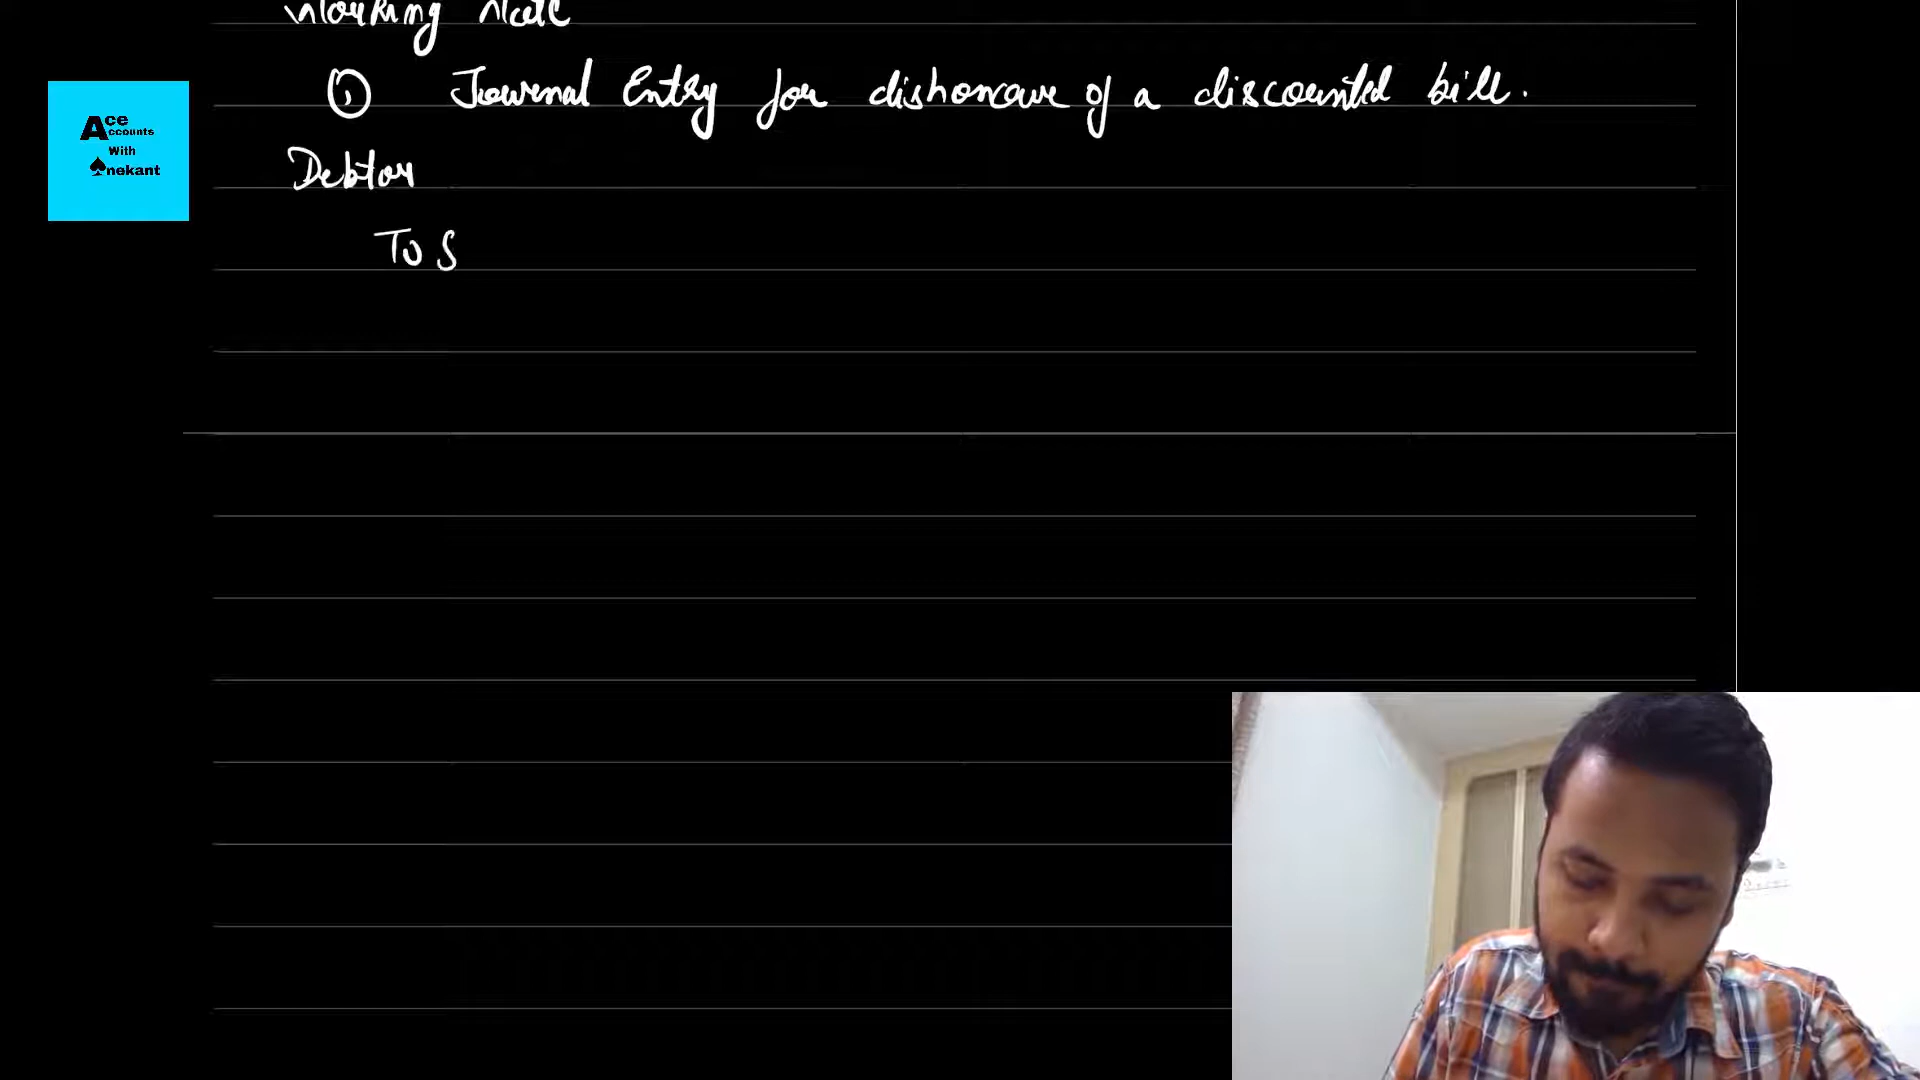 Working Note
① Journal Entry for dishonour of a discounted bill.
Ace
Accounts
With
Anekant
Debtor
To S